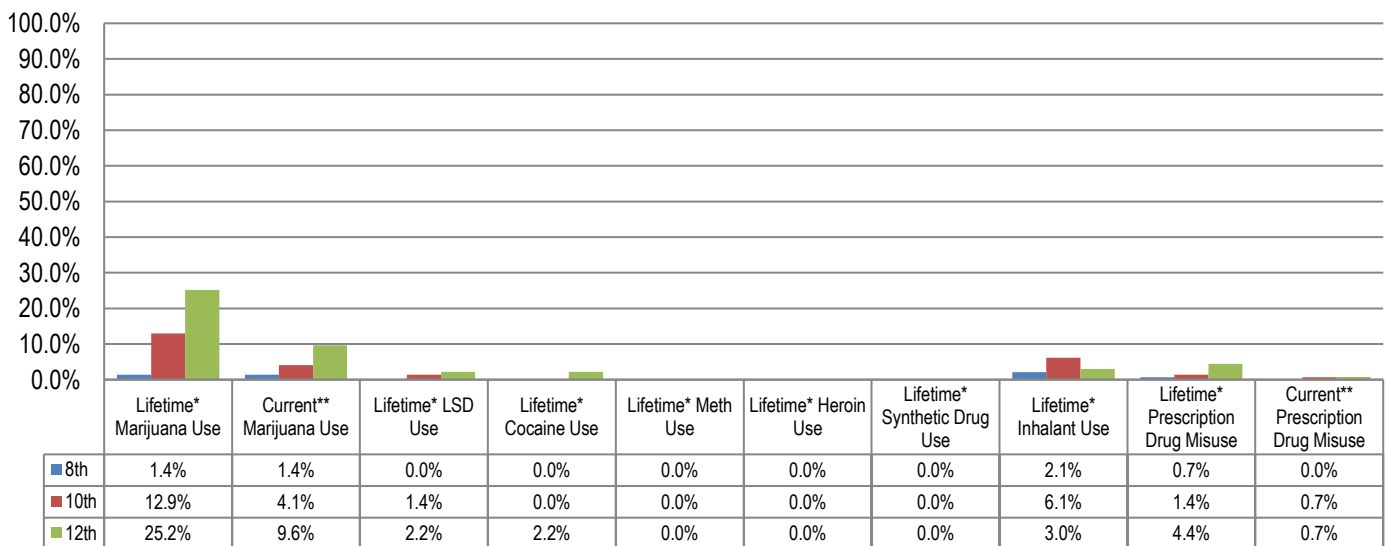 100.0%
90.0%
80.0%
70.0%
60.0%
50.0%
40.0%
30.0%
20.0%
10.0%
0.0%
Lifetime*
Marijuana Use
Current**
Marijuana Use
Lifetime* LSD
Use
Lifetime*
Cocaine Use
Lifetime* Meth
Use
Lifetime* Heroin
Use
Lifetime*
Synthetic Drug
Use
Lifetime*
Inhalant Use
Lifetime*
Prescription
Drug Misuse
Current**
Prescription
Drug Misuse
8th 1.4% 1.4% 0.0% 0.0% 0.0% 0.0% 0.0% 2.1% 0.7% 0.0%
10th 12.9% 4.1% 1.4% 0.0% 0.0% 0.0% 0.0% 6.1% 1.4% 0.7%
12th 25.2% 9.6% 2.2% 2.2% 0.0% 0.0% 0.0% 3.0% 4.4% 0.7%